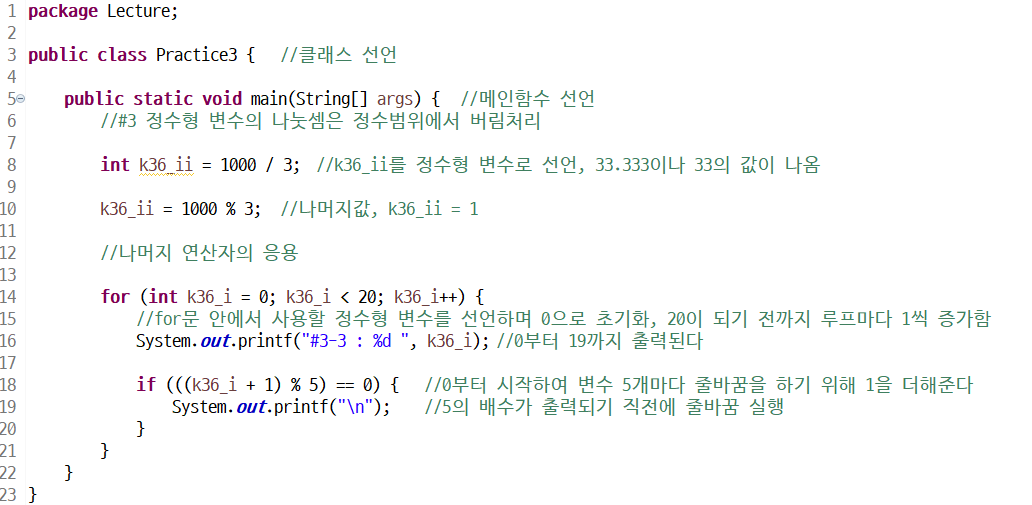 1 package Lecture;
2
3 public class Practice3 {   //클래스 선언
4
5 public static void main(String[] args) {  //메인함수 선언
6 //#3 정수형 변수의 나눗셈은 정수범위에서 버림처리
7
8 int k36_ii = 1000 / 3;  //k36_ii를 정수형 변수로 선언, 33.333이나 33의 값이 나옴
9
10 k36_ii = 1000 % 3;  //나머지값, k36_ii = 1
11
12 //나머지 연산자의 응용
13
14 for (int k36_i = 0; k36_i < 20; k36_i++) {
15 //for문 안에서 사용할 정수형 변수를 선언하며 0으로 초기화, 20이 되기 전까지 루프마다 1씩 증가함
16 System.out.printf("#3-3 : %d ", k36_i); //0부터 19까지 출력된다
17
18 if (((k36_i + 1) % 5) == 0) {   //0부터 시작하여 변수 5개마다 줄바꿈을 하기 위해 1을 더해준다
19 System.out.printf("\n");    //5의 배수가 출력되기 직전에 줄바꿈 실행
20 }
21 }
22 }
23 }